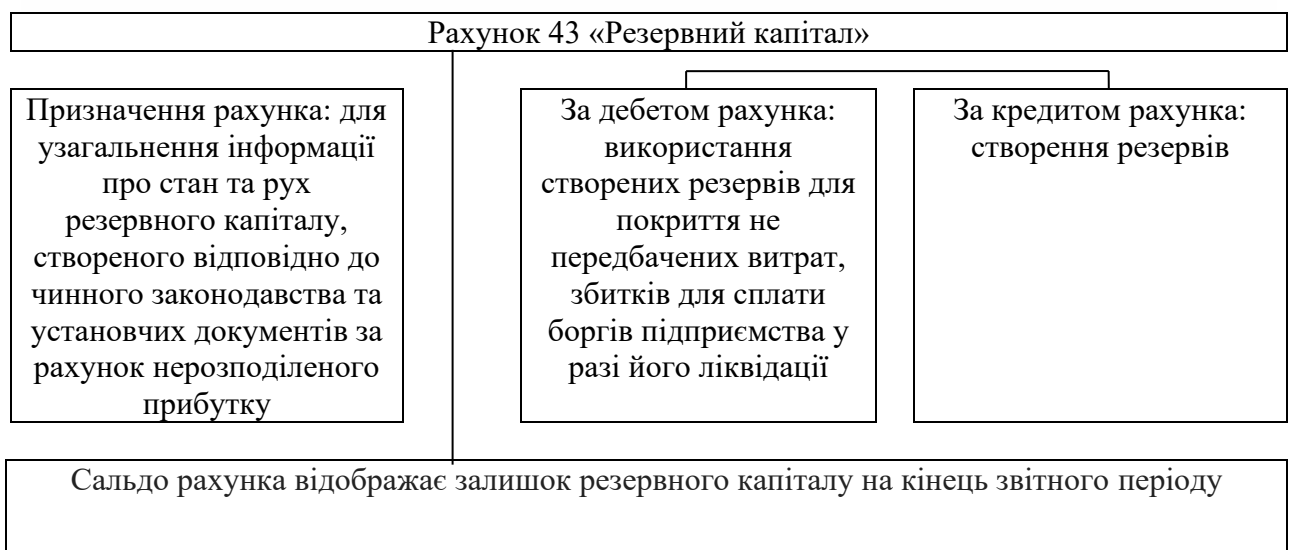 Рахунок 43 «Резервний капітал»
Призначення рахунка: для
узагальнення інформації
про стан та рух
резервного капіталу,
створеного відповідно до
чинного законодавства та
установчих документів за
рахунок нерозподіленого
прибутку
За дебетом рахунка:
використання
створених резервів для
покриття не
передбачених витрат,
збитків для сплати
боргів підприємства у
разі його ліквідації
За кредитом рахунка:
створення резервів
Сальдо рахунка відображає залишок резервного капіталу на кінець звітного періоду